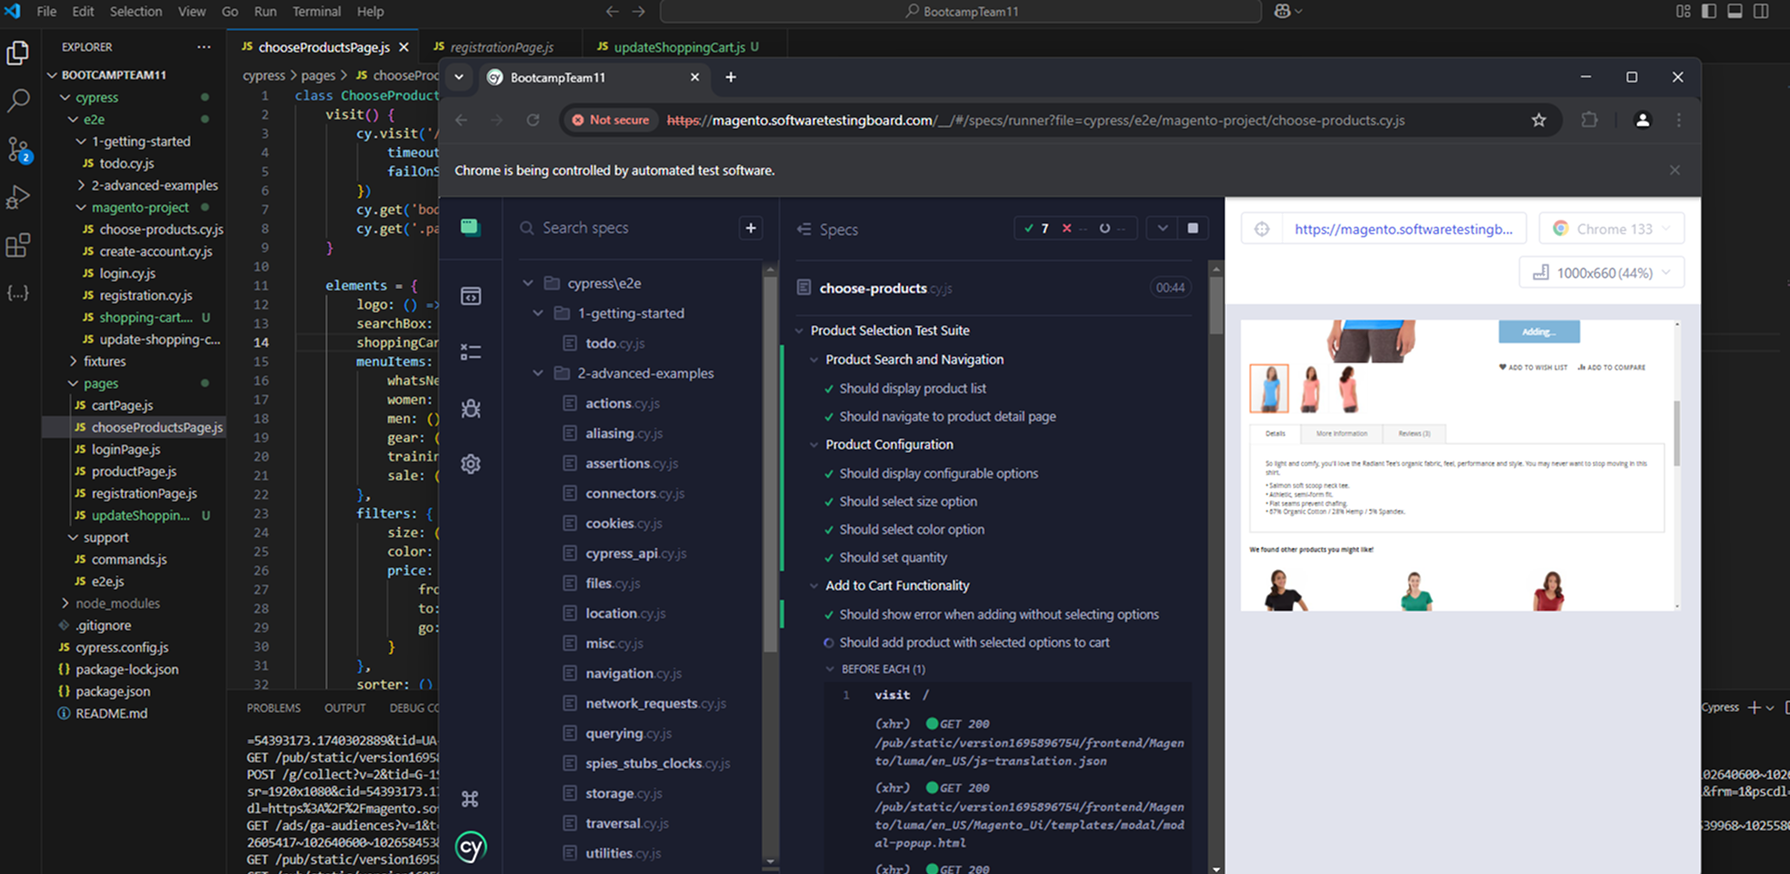 File Edit Selection View Go Run Terminal Help
BootcampTeam11
EXPLORER
BOOTCAMPTEAM11
cypress
e2e
1-getting-started
JS todo.cy.js
2-advanced-examples
magento-project
JS choose-products.cy.js
JS create-account.cy.js
JS login.cy.js
JS registration.cy.js
JS shopping-cart.... U
JS update-shopping-c...
fixtures
pages
JS cartPage.js
JS chooseProductsPage.js
JS loginPage.js
JS productPage.js
JS registrationPage.js
JS updateShoppin... U
support
JS commands.js
JS e2e.js
node_modules
.gitignore
JS cypress.config.js
{} package-lock.json
{} package.json
README.md
2
JS chooseProductsPage.js
JS registrationPage.js
JS updateShoppingCart.js U
cypress > pages > JS chooseProd
1 class ChooseProduct
2 visit() {
3 cy.visit('/
4 timeout
5 failOnS
6 })
7 cy.get('bod
8 cy.get('.pa
9 }
10
11 elements = {
12 logo: () =>
13 searchBox:
14 shoppingCar
15 menuItems:
16 whatsNe
17 women:
18 men: ()
19 gear: (
20 trainin
21 sale: (
22 },
23 filters: {
24 size: (
25 color:
26 price:
27 fro
28 to:
29 go:
30 }
31 },
32 sorter: ()
PROBLEMS OUTPUT DEBUG CO
=54393173.1740302889&tid=UA-
GET /pub/static/version16958
POST /g/collect?v=2&tid=G-1S
sr=1920x1080&cid=54393173.17
dl=https%3A%2F%2Fmagento.sof
GET /ads/ga-audiences?v=1&t=
2605417~102640600~102658453&
GET /pub/static/version16958
BootcampTeam11
Not secure
https://magento.softwaretestingboard.com/__/#/specs/runner?file=cypress/e2e/magento-project/choose-products.cy.js
Chrome is being controlled by automated test software.
Search specs
cypress\e2e
1-getting-started
todo.cy.js
2-advanced-examples
actions.cy.js
aliasing.cy.js
assertions.cy.js
connectors.cy.js
cookies.cy.js
cypress_api.cy.js
files.cy.js
location.cy.js
misc.cy.js
navigation.cy.js
network_requests.cy.js
querying.cy.js
spies_stubs_clocks.cy.js
storage.cy.js
traversal.cy.js
utilities.cy.js
cy
Specs
7 -- --
choose-products.cy.js 00:44
Product Selection Test Suite
Product Search and Navigation
Should display product list
Should navigate to product detail page
Product Configuration
Should display configurable options
Should select size option
Should select color option
Should set quantity
Add to Cart Functionality
Should show error when adding without selecting options
Should add product with selected options to cart
BEFORE EACH (1)
1 visit /
(xhr) GET 200
/pub/static/version1695896754/frontend/Magen
to/luma/en_US/js-translation.json
(xhr) GET 200
/pub/static/version1695896754/frontend/Magen
to/luma/en_US/Magento_Ui/templates/modal/mod
al-popup.html
(xhr) GET 200
https://magento.softwaretestingb...
Chrome 133
1000x660 (44%)
Adding...
ADD TO WISH LIST ADD TO COMPARE
Details More Information Reviews (3)
So light and comfy, you'll love the Radiant Tee's organic fabric, feel, performance and style. You may never want to stop moving in this
shirt.
• Salmon soft scoop neck tee.
• Athletic, semi-form fit.
• Flat seams prevent chafing.
• 67% Organic Cotton / 28% Hemp / 5% Spandex.
We found other products you might like!
Cypress
102640600~1026
&frm=1&pscdl=
39968~1025580